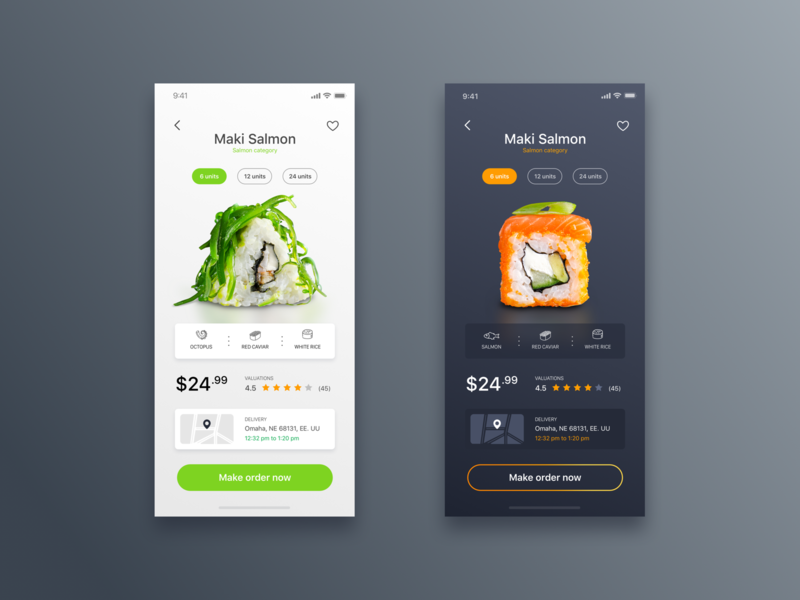 9:41
Maki Salmon
Salmon category
6 units
12 units
24 units
OCTOPUS
RED CAVIAR
WHITE RICE
$24.99
VALUATIONS
4.5 (45)
DELIVERY
Omaha, NE 68131, EE. UU
12:32 pm to 1:20 pm
Make order now
9:41
Maki Salmon
Salmon category
6 units
12 units
24 units
SALMON
RED CAVIAR
WHITE RICE
$24.99
VALUATIONS
4.5 (45)
DELIVERY
Omaha, NE 68131, EE. UU
12:32 pm to 1:20 pm
Make order now